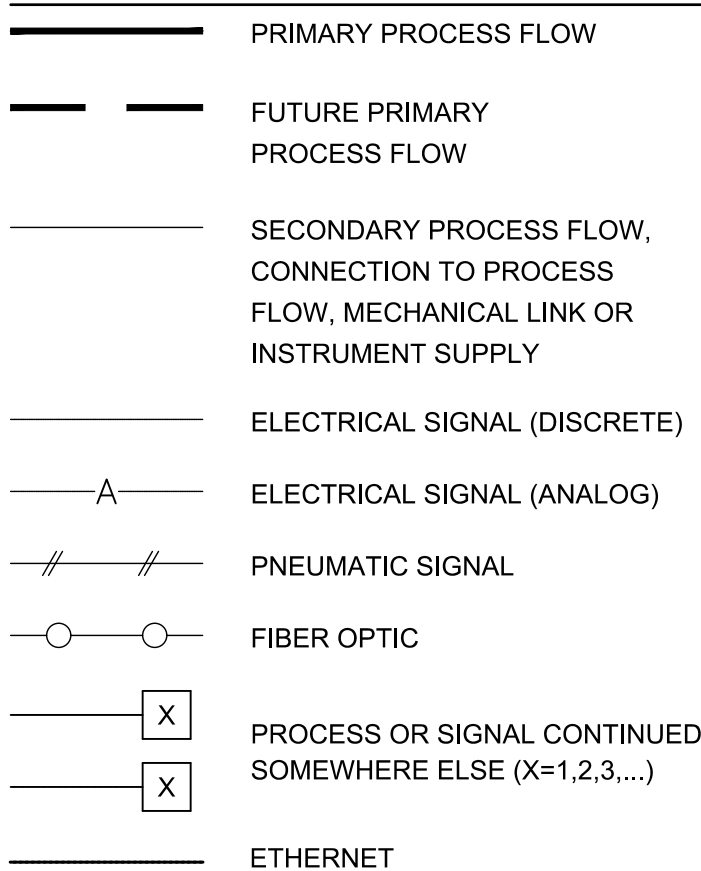 PRIMARY PROCESS FLOW
FUTURE PRIMARY
PROCESS FLOW
SECONDARY PROCESS FLOW,
CONNECTION TO PROCESS
FLOW, MECHANICAL LINK OR
INSTRUMENT SUPPLY
ELECTRICAL SIGNAL (DISCRETE)
A ELECTRICAL SIGNAL (ANALOG)
PNEUMATIC SIGNAL
FIBER OPTIC
X
PROCESS OR SIGNAL CONTINUED
X
SOMEWHERE ELSE (X=1,2,3,...)
ETHERNET